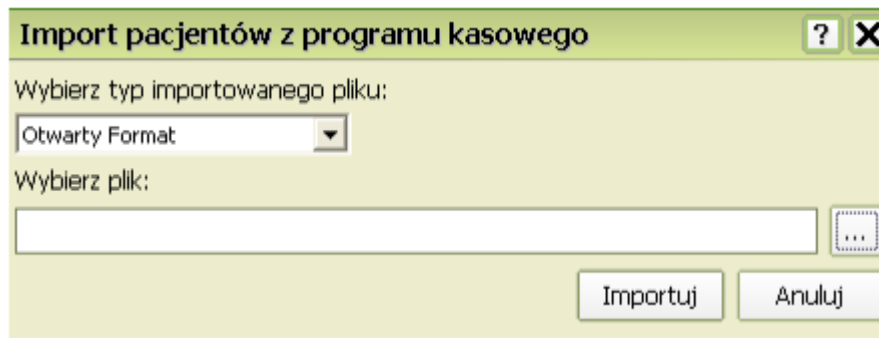 Import pacjentów z programu kasowego ? X
Wybierz typ importowanego pliku:
Otwarty Format
Wybierz plik:
...
Importuj Anuluj